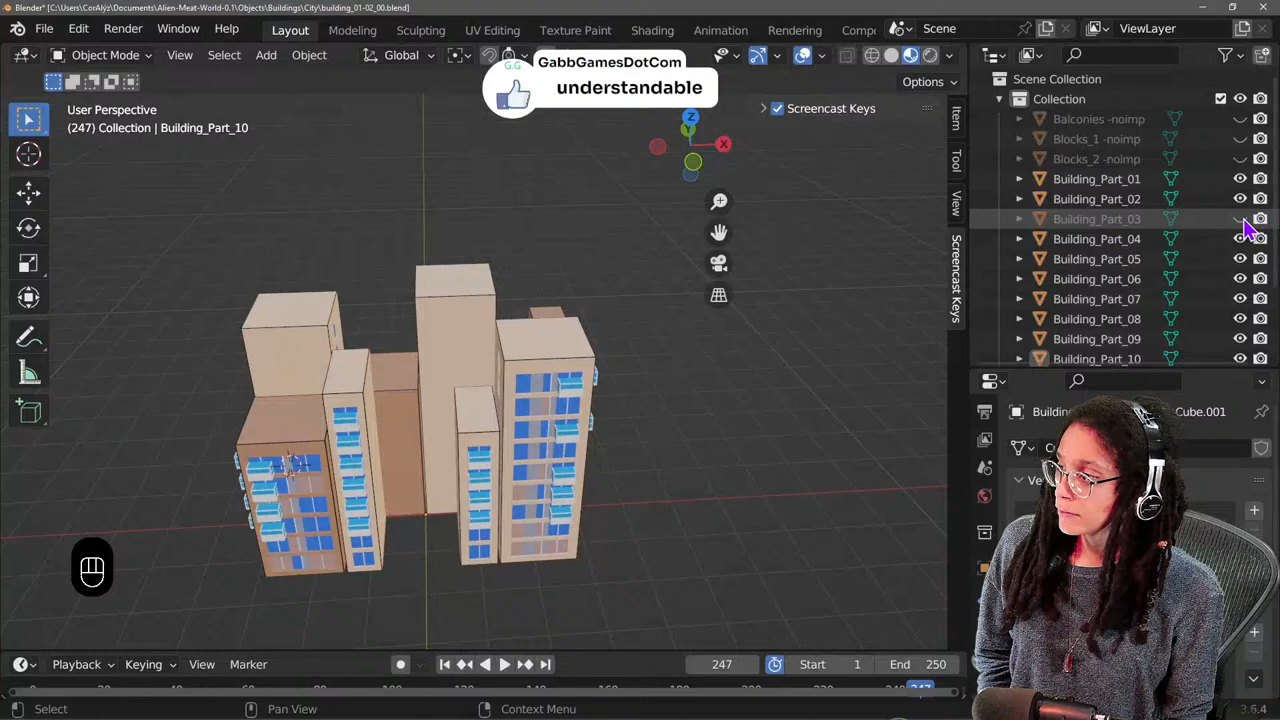 Blender* [C:\Users\CorAlyz\Documents\Alien-Meat-World-0.1\Objects\Buildings\City\building_01-02_00.blend]
File Edit Render Window Help Layout Modeling Sculpting UV Editing Texture Paint Shading Animation Rendering Compo Scene ViewLayer
Object Mode View Select Add Object Global
G.G GabbGamesDotCom
understandable
Options
User Perspective
(247) Collection | Building_Part_10
Screencast Keys
Z
Y
X
Item
Tool
View
Screencast Keys
Scene Collection
Collection
Balconies -noimp
Blocks_1 -noimp
Blocks_2 -noimp
Building_Part_01
Building_Part_02
Building_Part_03
Building_Part_04
Building_Part_05
Building_Part_06
Building_Part_07
Building_Part_08
Building_Part_09
Building_Part_10
Cube.001
Playback Keying View Marker 247 Start 1 End 250
247
Select Pan View Context Menu 3.6.4